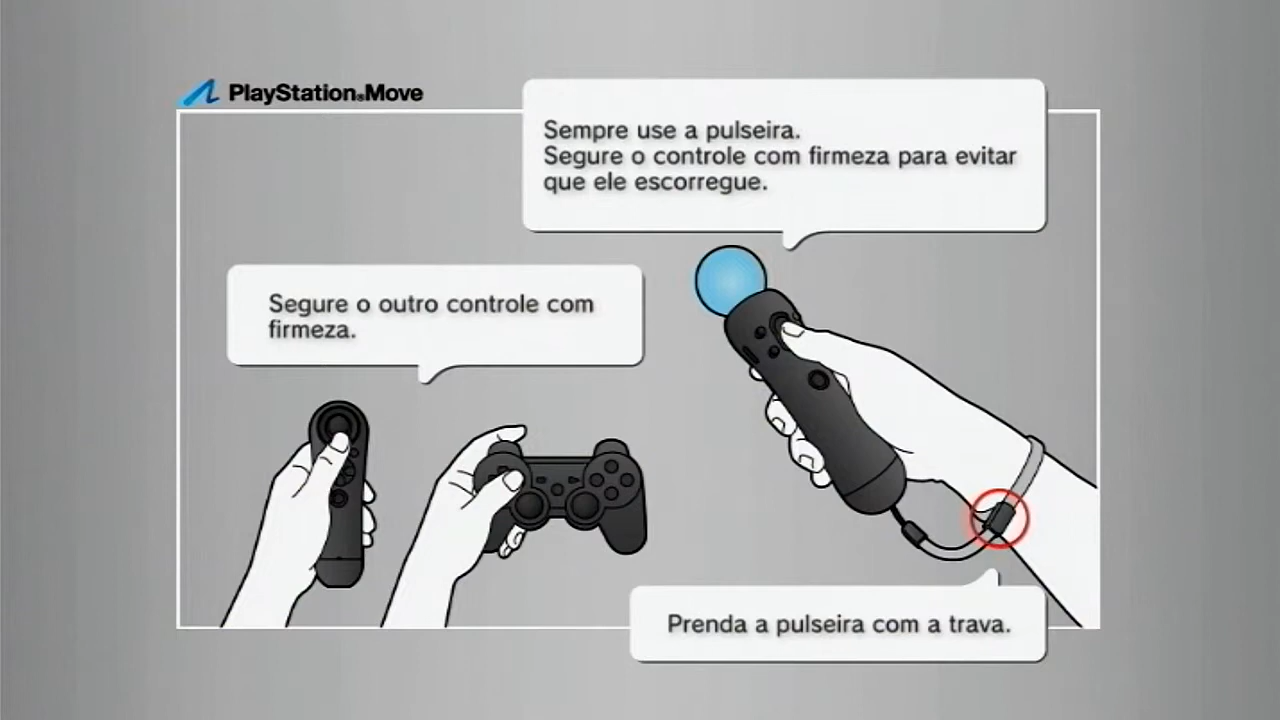 PlayStation®Move
Sempre use a pulseira.
Segure o controle com firmeza para evitar
que ele escorregue.
Segure o outro controle com
firmeza.
Prenda a pulseira com a trava.